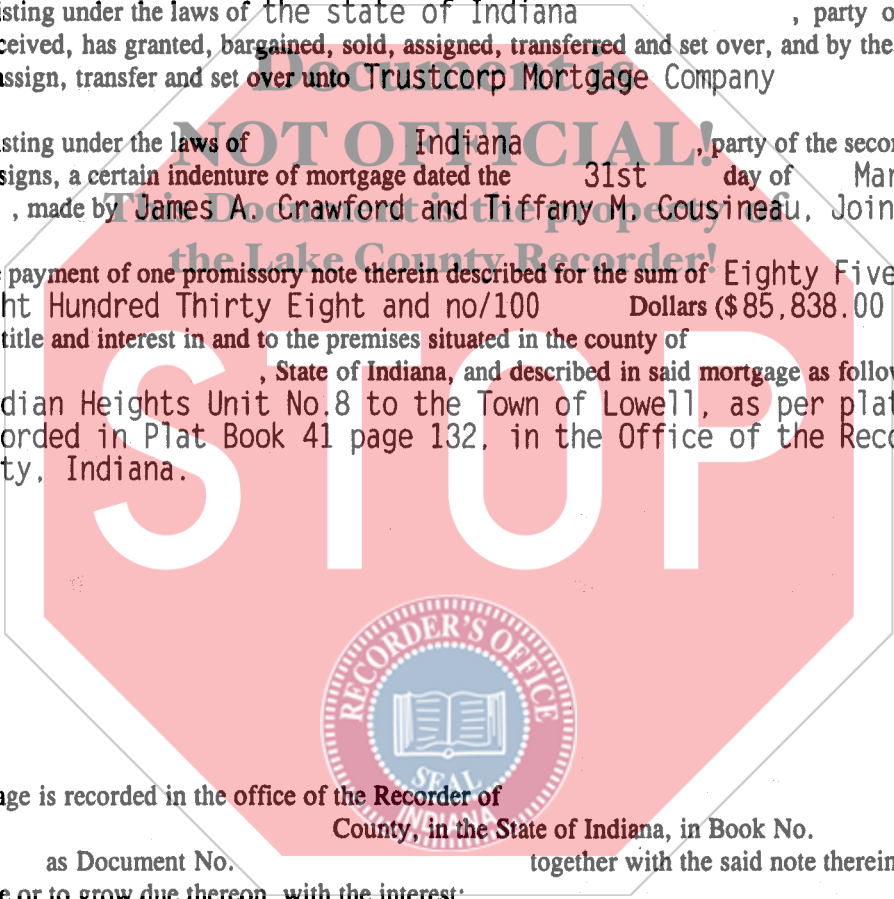 isting under the laws of the state of Indiana , party o
ceived, has granted, bargained, sold, assigned, transferred and set over, and by the
assign, transfer and set over unto Trustcorp Mortgage Company
Document is
NOT OFFICIAL!
This Document is the property of
the Lake County Recorder!
isting under the laws of Indiana , party of the secon
signs, a certain indenture of mortgage dated the 31st day of Mar
, made by James A. Crawford and Tiffany M. Cousineau, Join
payment of one promissory note therein described for the sum of Eighty Five
ht Hundred Thirty Eight and no/100 Dollars ($ 85,838.00
title and interest in and to the premises situated in the county of
, State of Indiana, and described in said mortgage as follow
dian Heights Unit No.8 to the Town of Lowell, as per plat
orded in Plat Book 41 page 132, in the Office of the Reco
ty, Indiana.
STOP
RECORDER'S OFFICE
SEAL
INDIANA
age is recorded in the office of the Recorder of
County, in the State of Indiana, in Book No.
as Document No. together with the said note therein
e or to grow due thereon, with the interest: